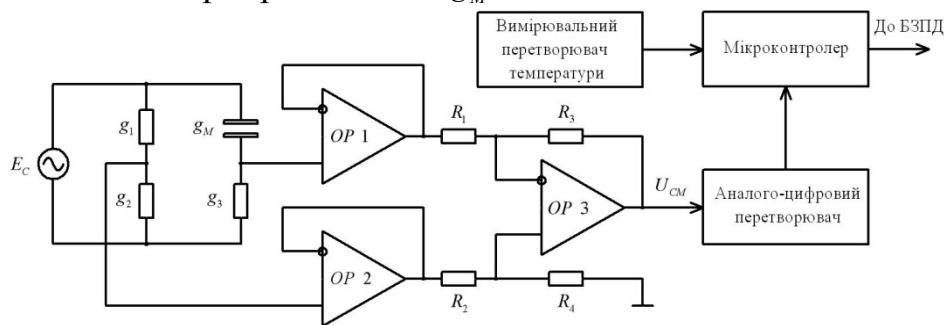 g_M
Вимірювальний
перетворювач
температури
Мікроконтролер
До БЗПД
g_1
g_M
OP 1
R_1
R_3
E_C
g_2
g_3
OP 3
U_CM
Аналого-цифровий
перетворювач
OP 2
R_2
R_4